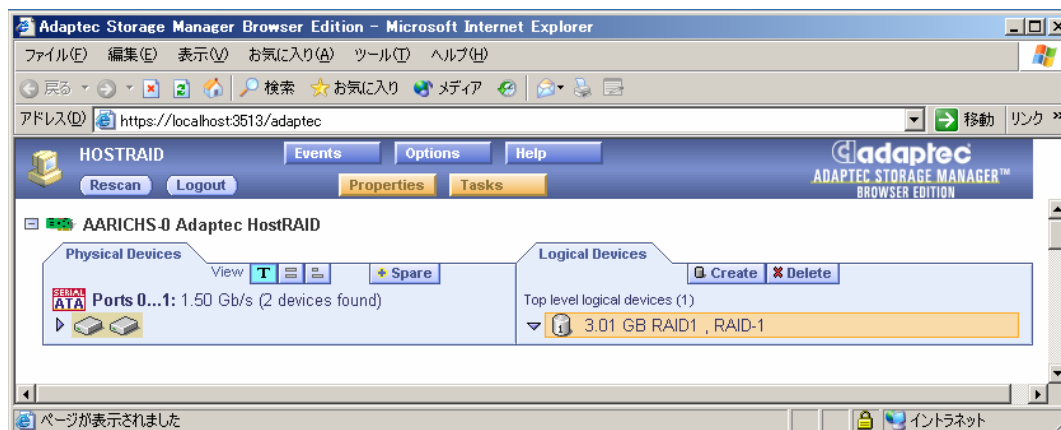 Adaptec Storage Manager Browser Edition - Microsoft Internet Explorer
ファイル(F) 編集(E) 表示(V) お気に入り(A) ツール(T) ヘルプ(H)
戻る 検索 お気に入り メディア
アドレス(D) https://localhost:3513/adaptec 移動 リンク »
HOSTRAID Events Options Help adaptec
Rescan Logout Properties Tasks ADAPTEC STORAGE MANAGER™
BROWSER EDITION
AARICHS-0 Adaptec HostRAID
Physical Devices Logical Devices
View T + Spare Create Delete
SERIAL ATA Ports 0...1: 1.50 Gb/s (2 devices found) Top level logical devices (1)
1 3.01 GB RAID1 , RAID-1
ページが表示されました イントラネット